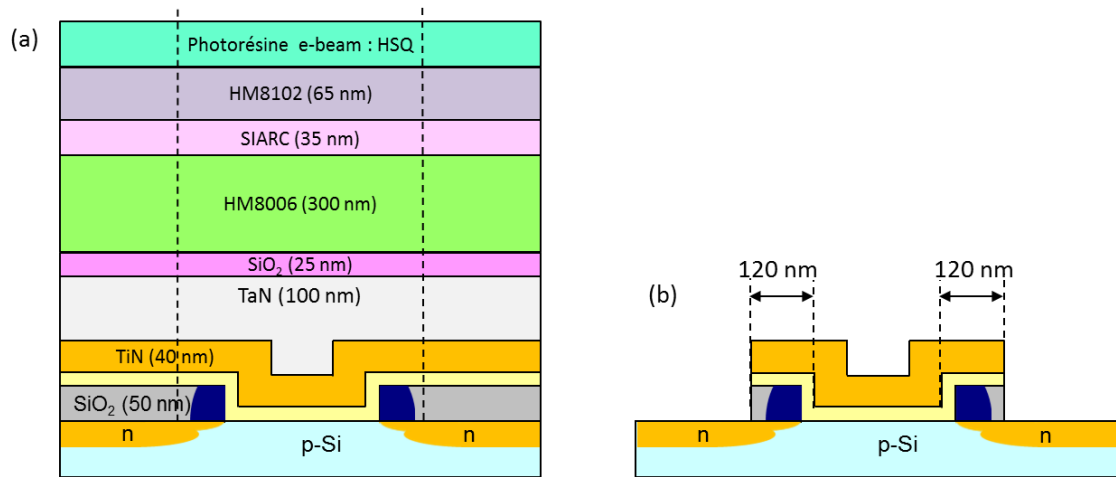 (a)
Photorésine e-beam : HSQ
HM8102 (65 nm)
SIARC (35 nm)
HM8006 (300 nm)
SiO₂ (25 nm)
TaN (100 nm)
TiN (40 nm)
SiO₂ (50 nm)
n
n
p-Si
(b)
120 nm
120 nm
n
n
p-Si